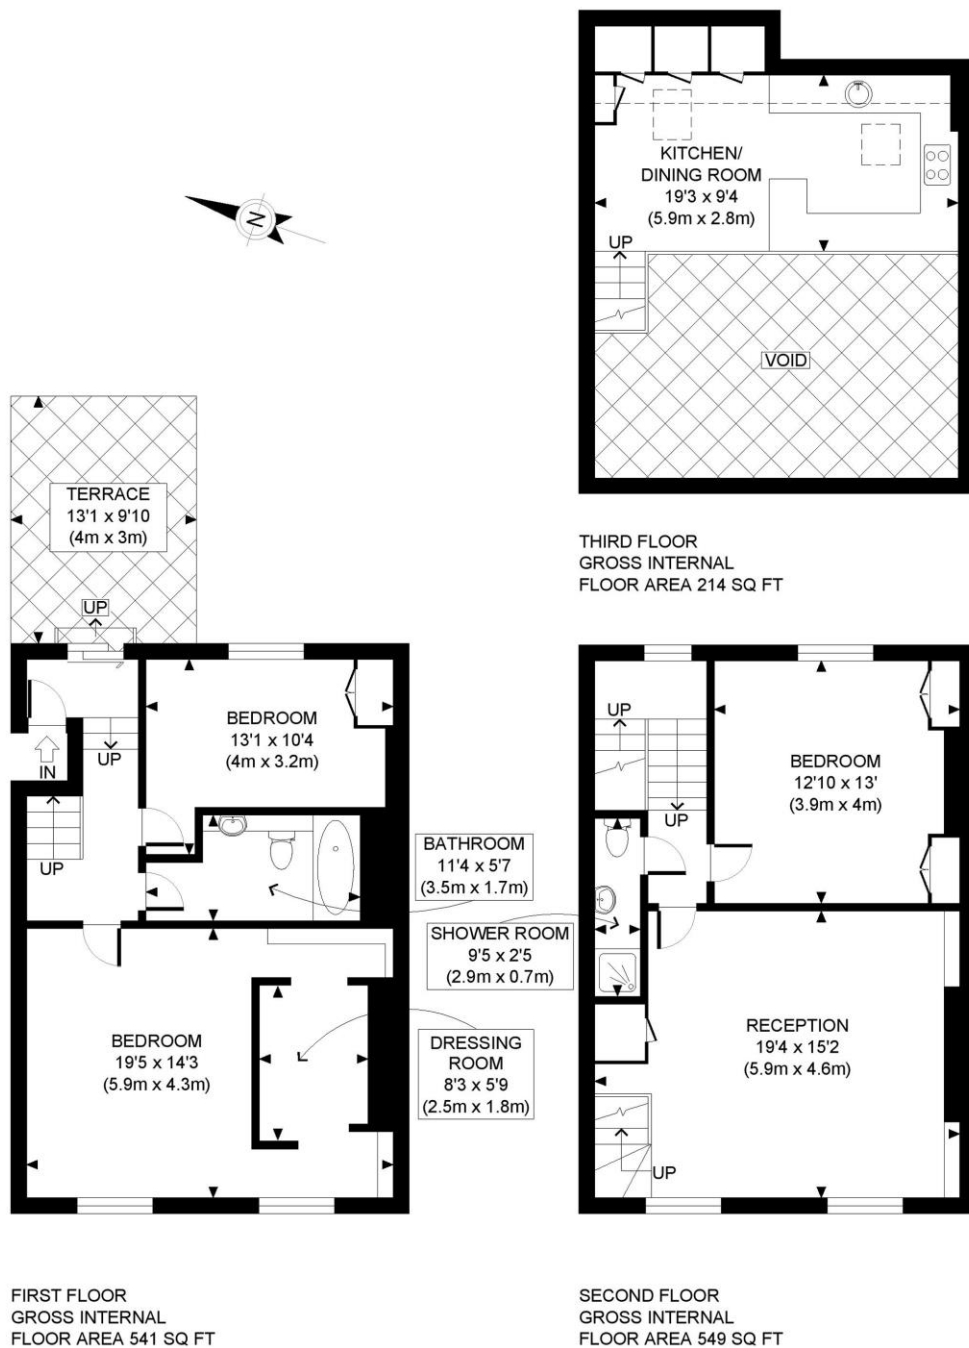 KITCHEN/
DINING ROOM
19'3 x 9'4
(5.9m x 2.8m)
UP
VOID
THIRD FLOOR
GROSS INTERNAL
FLOOR AREA 214 SQ FT
N
TERRACE
13'1 x 9'10
(4m x 3m)
UP
BEDROOM
13'1 x 10'4
(4m x 3.2m)
IN
UP
UP
BATHROOM
11'4 x 5'7
(3.5m x 1.7m)
SHOWER ROOM
9'5 x 2'5
(2.9m x 0.7m)
DRESSING
ROOM
8'3 x 5'9
(2.5m x 1.8m)
BEDROOM
19'5 x 14'3
(5.9m x 4.3m)
FIRST FLOOR
GROSS INTERNAL
FLOOR AREA 541 SQ FT
UP
UP
BEDROOM
12'10 x 13'
(3.9m x 4m)
RECEPTION
19'4 x 15'2
(5.9m x 4.6m)
UP
SECOND FLOOR
GROSS INTERNAL
FLOOR AREA 549 SQ FT